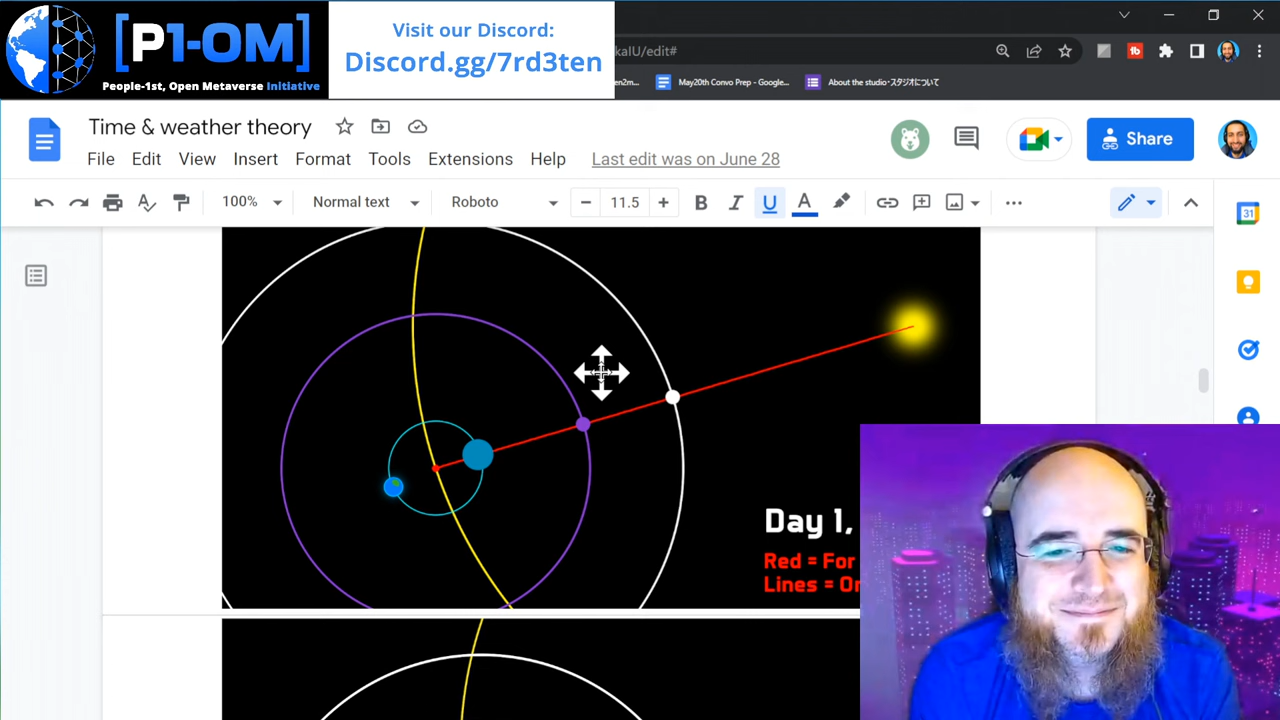 [P1-OM]
People-1st, Open Metaverse Initiative
Visit our Discord:
Discord.gg/7rd3ten
kaIU/edit#
en2m...
May20th Convo Prep - Google...
About the studio・スタジオについて
Time & weather theory
File Edit View Insert Format Tools Extensions Help Last edit was on June 28
Share
100% Normal text Roboto 11.5 B I U A
31
Day 1,
Red = For
Lines = Or